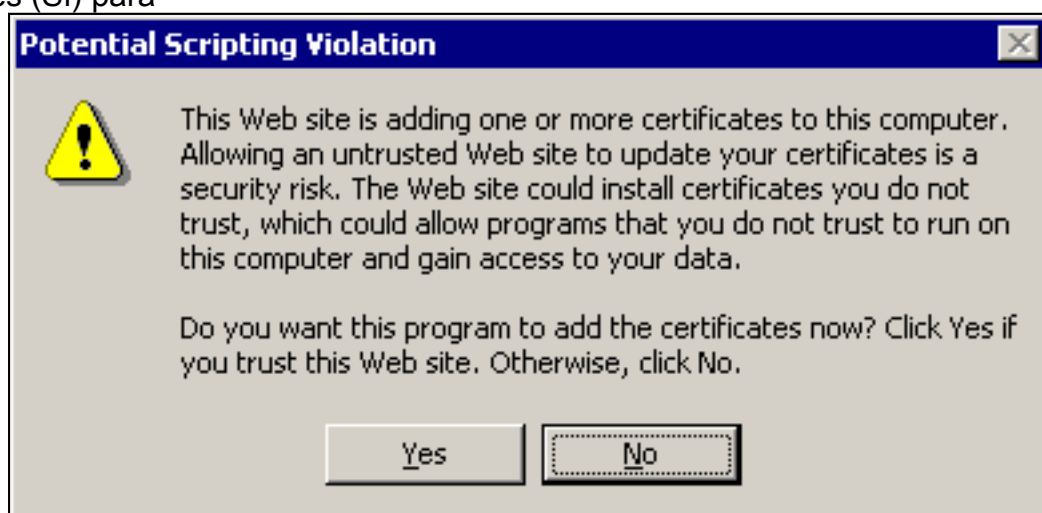 es (Sí) para
Potential Scripting Violation
This Web site is adding one or more certificates to this computer.
Allowing an untrusted Web site to update your certificates is a
security risk. The Web site could install certificates you do not
trust, which could allow programs that you do not trust to run on
this computer and gain access to your data.
Do you want this program to add the certificates now? Click Yes if
you trust this Web site. Otherwise, click No.
Yes
No